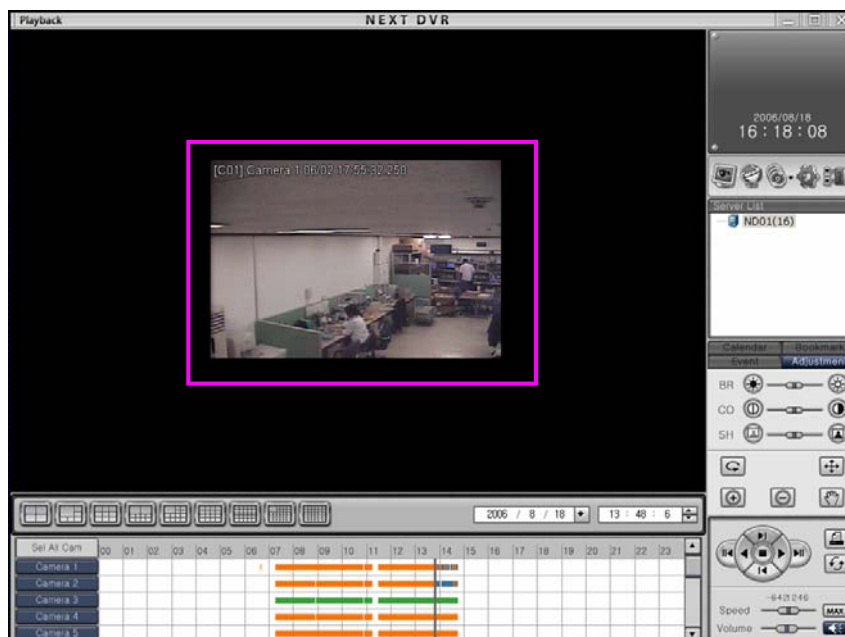 Playback
NEXT DVR
2006/08/18
16:18:08
[C01] Camera 1 06/02 17:55:32:250
Server List
ND01(16)
Calendar
Bookmark
Event
Adjustment
BR
CO
SH
2006 / 8 / 18
13 : 48 : 6
Sel All Cam
00 01 02 03 04 05 06 07 08 09 10 11 12 13 14 15 16 17 18 19 20 21 22 23
Camera 1
Camera 2
Camera 3
Camera 4
Camera 5
Speed
MAX
Volume